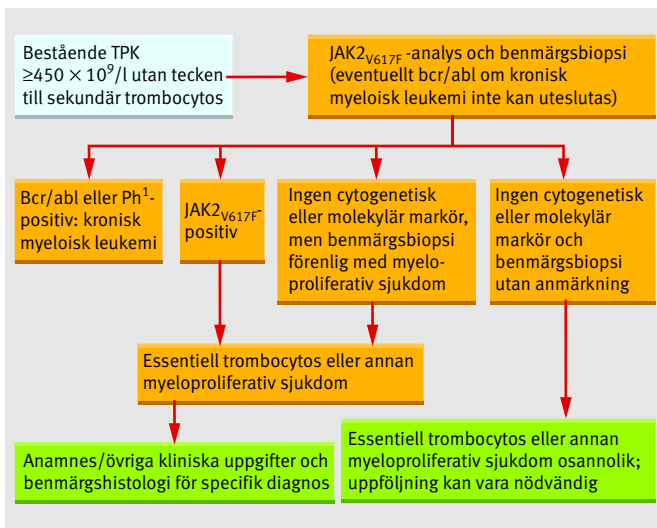 Bestående TPK
≥450 × 10⁹/l utan tecken
till sekundär trombocytos
JAK2V617F-analys och benmärgsbiopsi
(eventuellt bcr/abl om kronisk
myeloisk leukemi inte kan uteslutas)
Bcr/abl eller Ph¹-
positiv: kronisk
myeloisk leukemi
JAK2V617F-
positiv
Ingen cytogenetisk
eller molekylär markör,
men benmärgsbiopsi
förenlig med myelo-
proliferativ sjukdom
Ingen cytogenetisk
eller molekylär
markör och
benmärgsbiopsi
utan anmärkning
Essentiell trombocytos eller annan
myeloproliferativ sjukdom
Anamnes/övriga kliniska uppgifter och
benmärgshistologi för specifik diagnos
Essentiell trombocytos eller annan
myeloproliferativ sjukdom osannolik;
uppföljning kan vara nödvändig